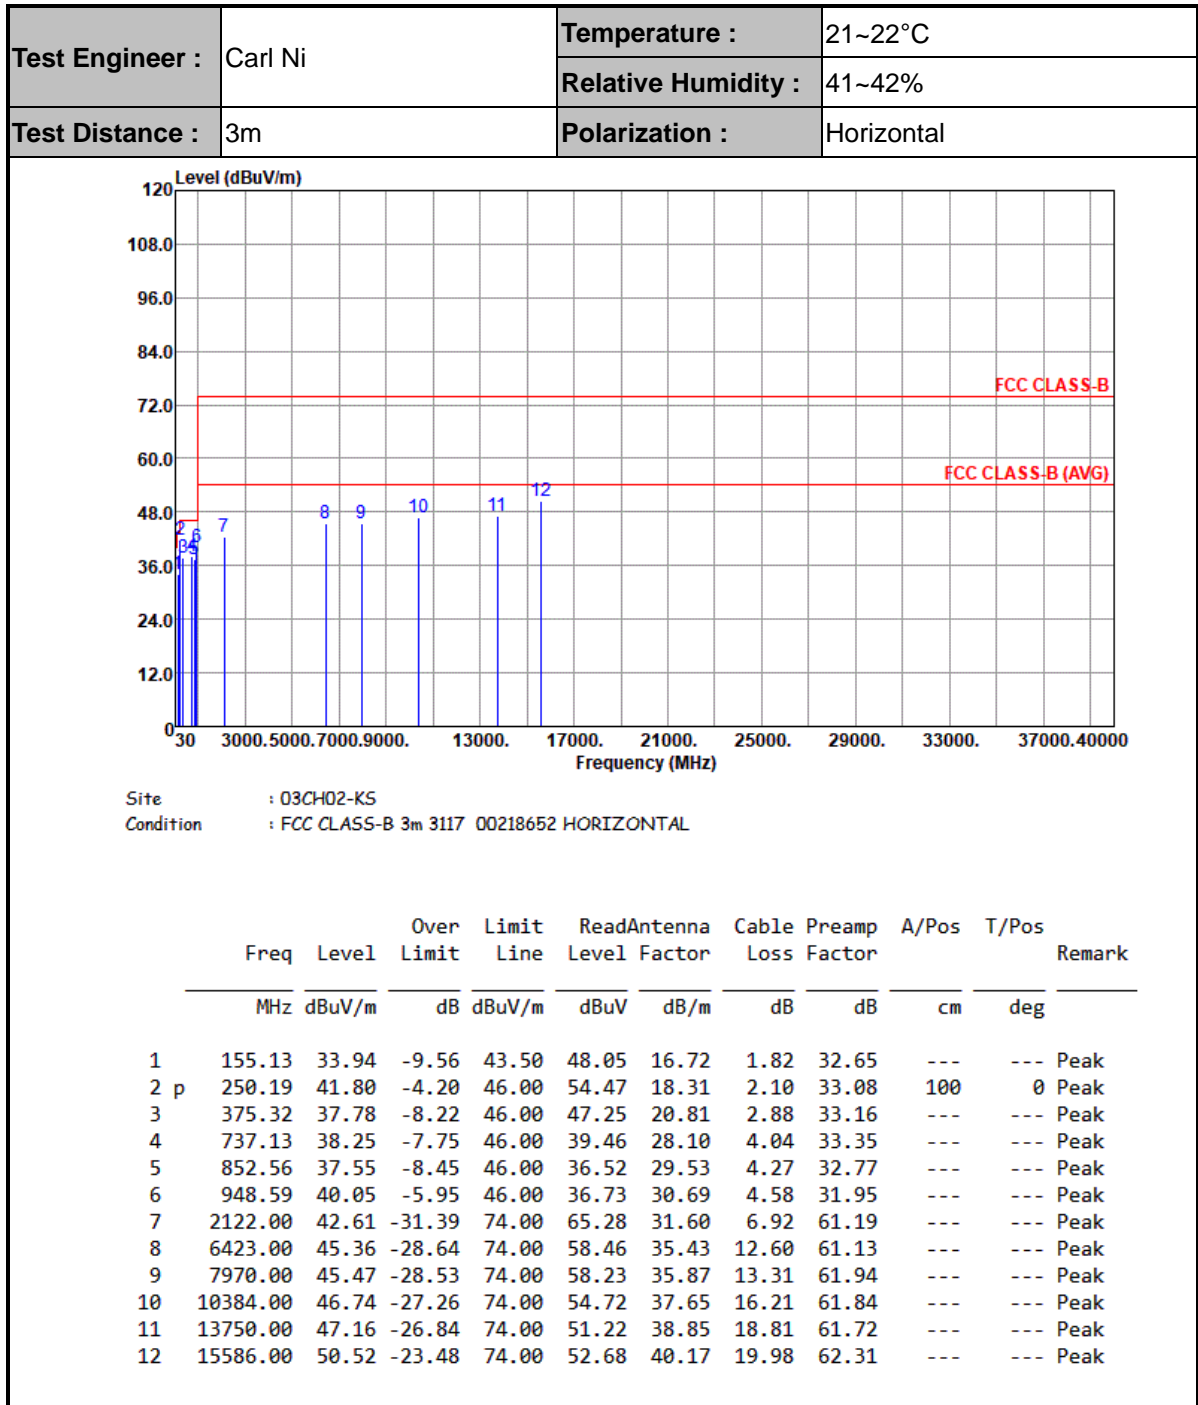 Test Engineer : Carl Ni Temperature : 21~22°C
Relative Humidity : 41~42%
Test Distance : 3m Polarization : Horizontal
Level (dBuV/m)
120
108.0
96.0
84.0
FCC CLASS-B
72.0
60.0
FCC CLASS-B (AVG)
48.0
36.0
24.0
12.0
0
2 6 7 8 9 10 11 12
30 3000. 5000. 7000. 9000. 13000. 17000. 21000. 25000. 29000. 33000. 37000. 40000
Frequency (MHz)
Site : 03CH02-KS
Condition : FCC CLASS-B 3m 3117 00218652 HORIZONTAL
Over Limit ReadAntenna Cable Preamp A/Pos T/Pos
Freq Level Limit Line Level Factor Loss Factor Remark
MHz dBuV/m dB dBuV/m dBuV dB/m dB dB cm deg
1 155.13 33.94 -9.56 43.50 48.05 16.72 1.82 32.65 --- --- Peak
2 p 250.19 41.80 -4.20 46.00 54.47 18.31 2.10 33.08 100 0 Peak
3 375.32 37.78 -8.22 46.00 47.25 20.81 2.88 33.16 --- --- Peak
4 737.13 38.25 -7.75 46.00 39.46 28.10 4.04 33.35 --- --- Peak
5 852.56 37.55 -8.45 46.00 36.52 29.53 4.27 32.77 --- --- Peak
6 948.59 40.05 -5.95 46.00 36.73 30.69 4.58 31.95 --- --- Peak
7 2122.00 42.61 -31.39 74.00 65.28 31.60 6.92 61.19 --- --- Peak
8 6423.00 45.36 -28.64 74.00 58.46 35.43 12.60 61.13 --- --- Peak
9 7970.00 45.47 -28.53 74.00 58.23 35.87 13.31 61.94 --- --- Peak
10 10384.00 46.74 -27.26 74.00 54.72 37.65 16.21 61.84 --- --- Peak
11 13750.00 47.16 -26.84 74.00 51.22 38.85 18.81 61.72 --- --- Peak
12 15586.00 50.52 -23.48 74.00 52.68 40.17 19.98 62.31 --- --- Peak